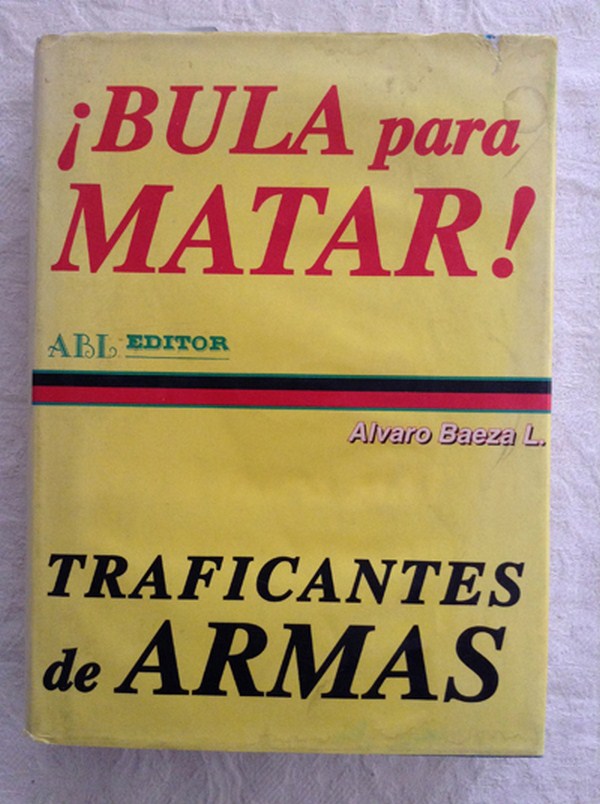 ¡BULA para
MATAR!
ABL EDITOR
Alvaro Baeza L.
TRAFICANTES
de ARMAS